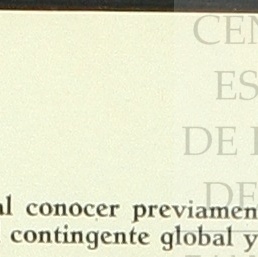 CEN
ES
DE
DE
al conocer previamen
contingente global y